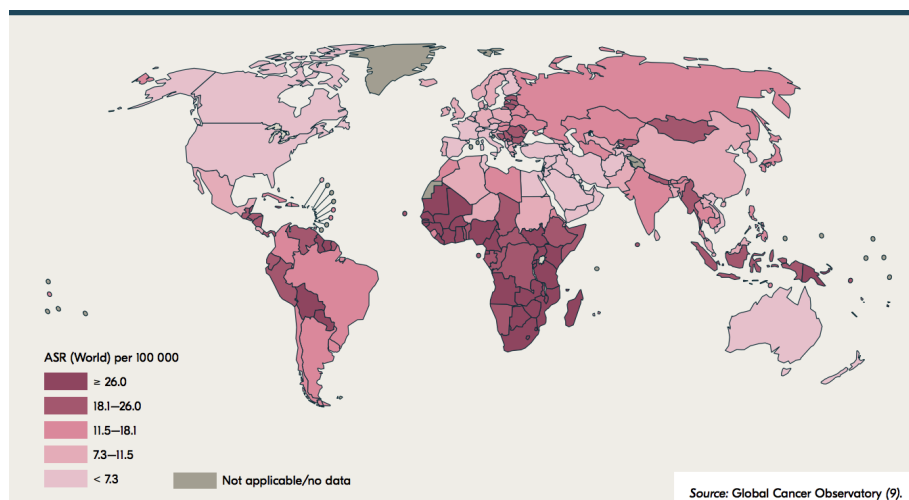 ASR (World) per 100 000
≥ 26.0
18.1–26.0
11.5–18.1
7.3–11.5
< 7.3
Not applicable/no data
Source: Global Cancer Observatory (9).